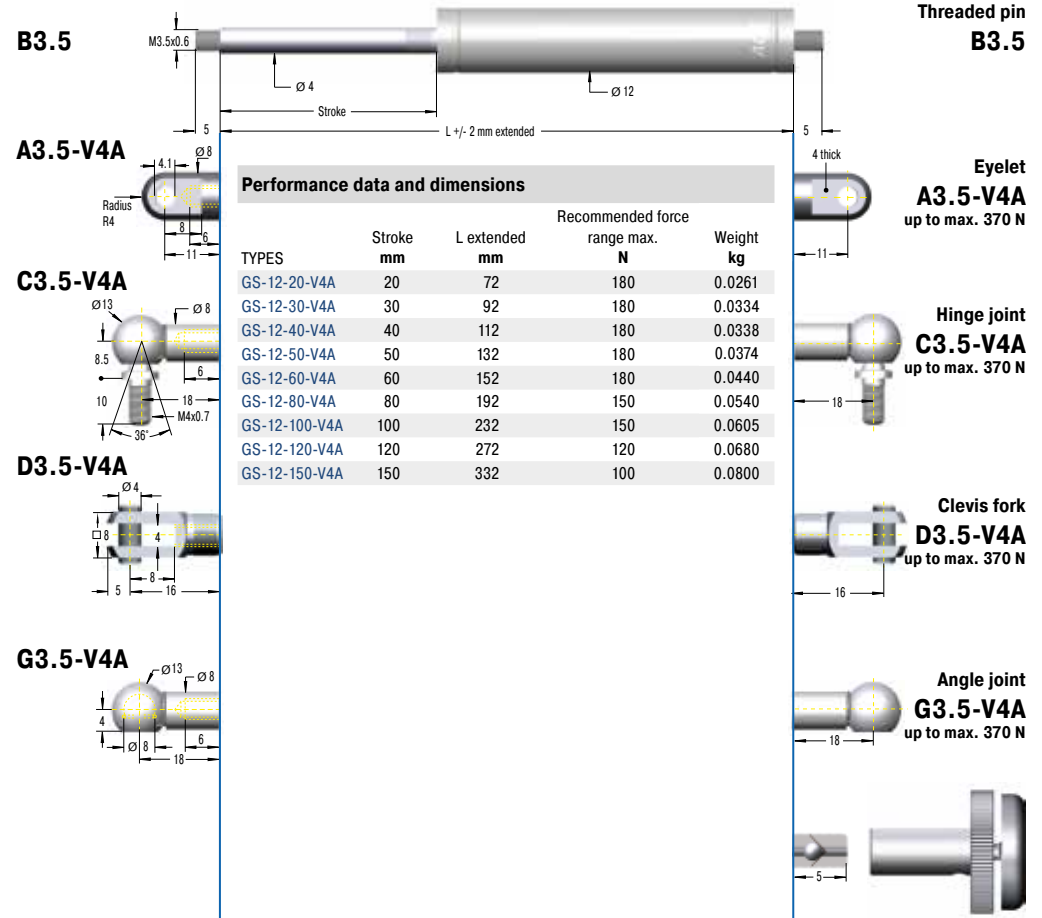 Threaded pin
B3.5
B3.5
M3.5x0.6
Ø 4
Ø 12
Stroke
5
L +/- 2 mm extended
5
A3.5-V4A
4.1
Ø 8
Radius
R4
8
6
11
4 thick
11
Eyelet
A3.5-V4A
up to max. 370 N
Performance data and dimensions
Recommended force
Stroke L extended range max. Weight
TYPES mm mm N kg
GS-12-20-V4A 20 72 180 0.0261
GS-12-30-V4A 30 92 180 0.0334
GS-12-40-V4A 40 112 180 0.0338
GS-12-50-V4A 50 132 180 0.0374
GS-12-60-V4A 60 152 180 0.0440
GS-12-80-V4A 80 192 150 0.0540
GS-12-100-V4A 100 232 150 0.0605
GS-12-120-V4A 120 272 120 0.0680
GS-12-150-V4A 150 332 100 0.0800
C3.5-V4A
Ø13
Ø 8
8.5
6
10
18
M4x0.7
36°
Hinge joint
C3.5-V4A
up to max. 370 N
18
D3.5-V4A
Ø 4
□ 8
4
8
5
16
Clevis fork
D3.5-V4A
up to max. 370 N
16
G3.5-V4A
Ø13
Ø 8
4
Ø 8
6
18
Angle joint
G3.5-V4A
up to max. 370 N
18
5